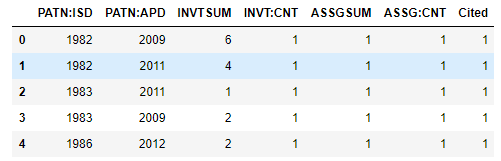 PATN:ISD PATN:APD INVTSUM INVT:CNT ASSGSUM ASSG:CNT Cited
0 1982 2009 6 1 1 1 1
1 1982 2011 4 1 1 1 1
2 1983 2011 1 1 1 1 1
3 1983 2009 2 1 1 1 1
4 1986 2012 2 1 1 1 1